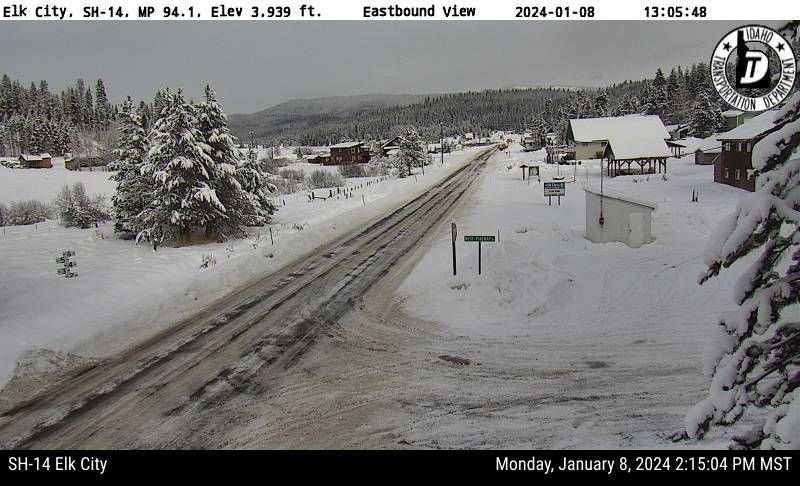 Elk City, SH-14, MP 94.1, Elev 3,939 ft. Eastbound View 2024-01-08 13:05:48
IDAHO
TRANSPORTATION DEPARTMENT
SH-14 Elk City Monday, January 8, 2024 2:15:04 PM MST